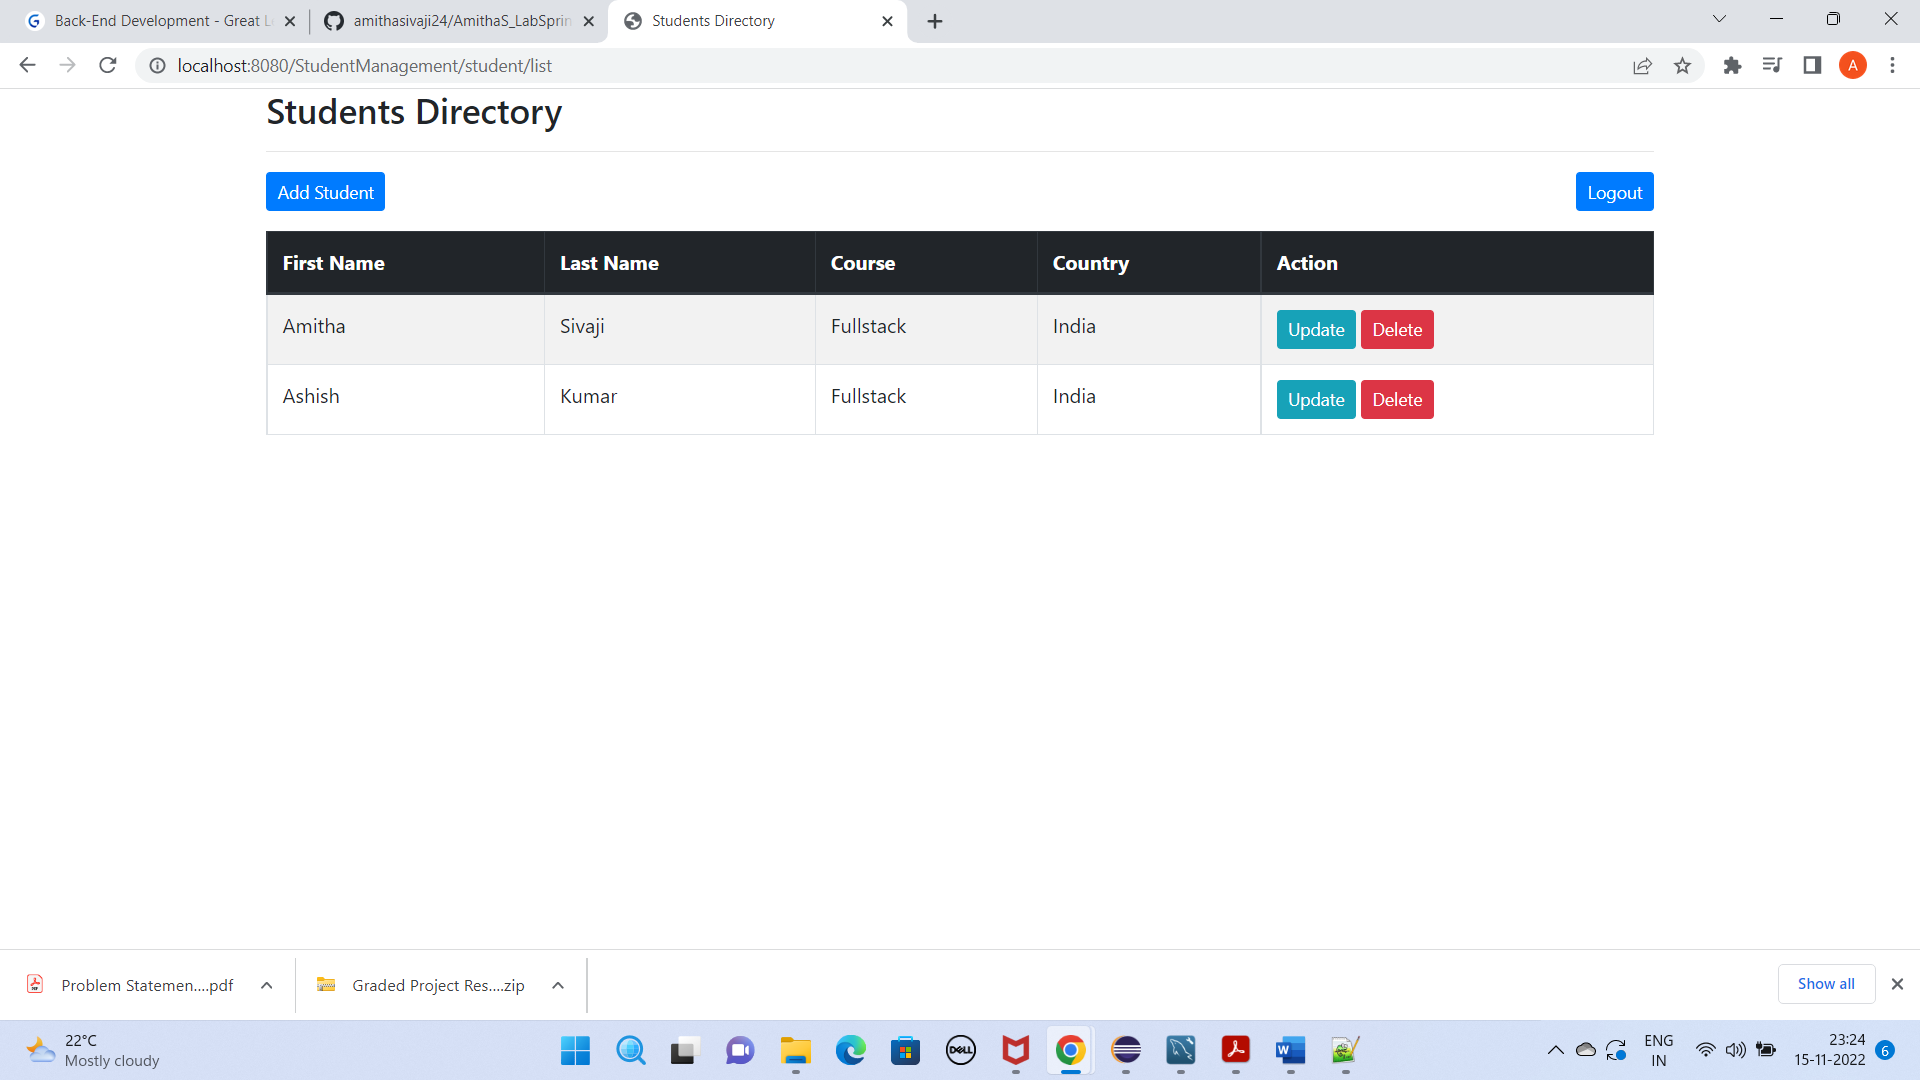 Back-End Development - Great L
amithasivaji24/AmithaS_LabSprin
Students Directory
localhost:8080/StudentManagement/student/list
A
Students Directory
Add Student
Logout
First Name Last Name Course Country Action
Amitha Sivaji Fullstack India Update Delete
Ashish Kumar Fullstack India Update Delete
Problem Statemen....pdf
Graded Project Res....zip
Show all
22°C
Mostly cloudy
DELL
W
ENG
IN
23:24
15-11-2022
6